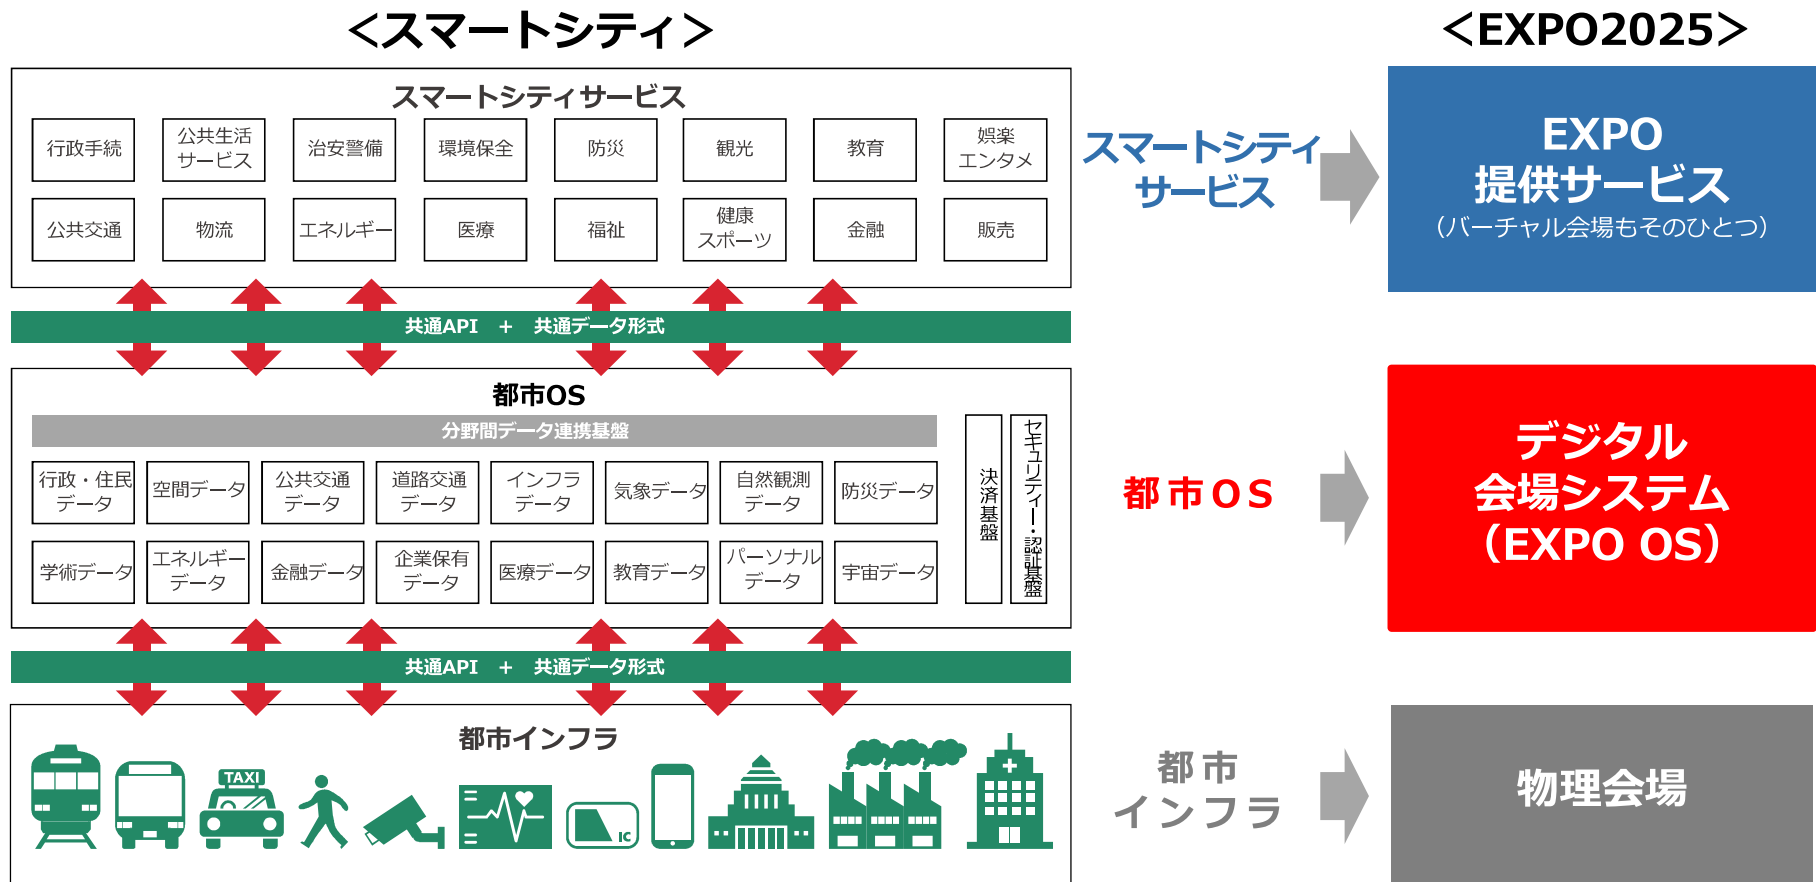 ＜スマートシティ＞
＜EXPO2025＞
スマートシティサービス
行政手続
公共生活
サービス
治安警備
環境保全
防災
観光
教育
娯楽
エンタメ
公共交通
物流
エネルギー
医療
福祉
健康
スポーツ
金融
販売
スマートシティ
サービス
EXPO
提供サービス
（バーチャル会場もそのひとつ）
共通API　+　共通データ形式
都市OS
分野間データ連携基盤
行政・住民
データ
空間データ
公共交通
データ
道路交通
データ
インフラ
データ
気象データ
自然観測
データ
防災データ
学術データ
エネルギー
データ
金融データ
企業保有
データ
医療データ
教育データ
パーソナル
データ
宇宙データ
決済基盤
セキュリティー・認証基盤
都市OS
デジタル
会場システム
（EXPO OS）
共通API　+　共通データ形式
都市インフラ
TAXI
IC
都市
インフラ
物理会場